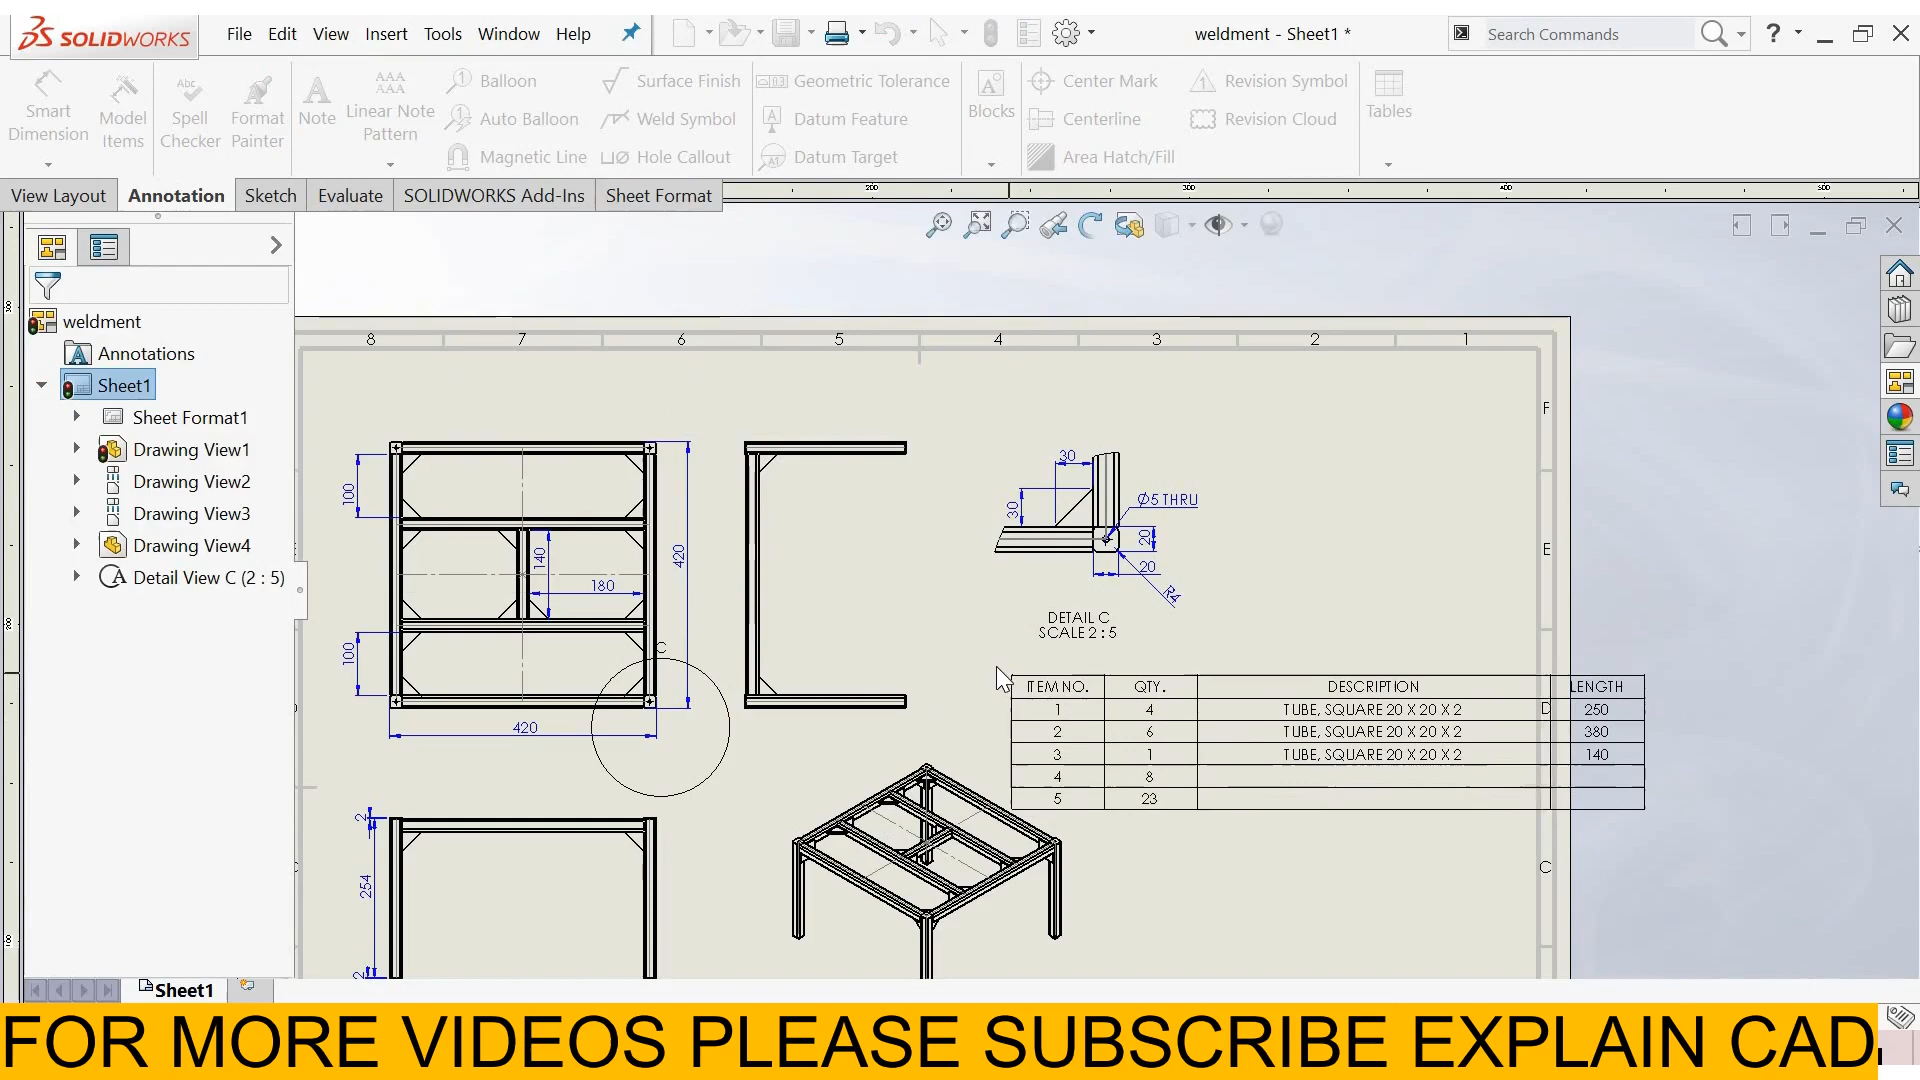 SOLIDWORKS File Edit View Insert Tools Window Help weldment - Sheet1 * Search Commands ?
Smart Dimension
Model Items
Spell Checker
Format Painter
Note
Linear Note Pattern
Balloon
Auto Balloon
Magnetic Line
Surface Finish
Weld Symbol
Hole Callout
Geometric Tolerance
Datum Feature
Datum Target
Blocks
Center Mark
Centerline
Area Hatch/Fill
Revision Symbol
Revision Cloud
Tables
View Layout Annotation Sketch Evaluate SOLIDWORKS Add-Ins Sheet Format
200 300
weldment
Annotations
Sheet1
Sheet Format1
Drawing View1
Drawing View2
Drawing View3
Drawing View4
Detail View C (2 : 5)
8 7 6 5 4 3 2 1
F
E
D
C
100
140
180
420
100
C
420
30
30
Ø5 THRU
20
20
R4
DETAIL C
SCALE 2 : 5
ITEM NO. QTY. DESCRIPTION LENGTH
1 4 TUBE, SQUARE 20 X 20 X 2 250
2 6 TUBE, SQUARE 20 X 20 X 2 380
3 1 TUBE, SQUARE 20 X 20 X 2 140
4 8
5 23
2
254
2
Sheet1
FOR MORE VIDEOS PLEASE SUBSCRIBE EXPLAIN CAD